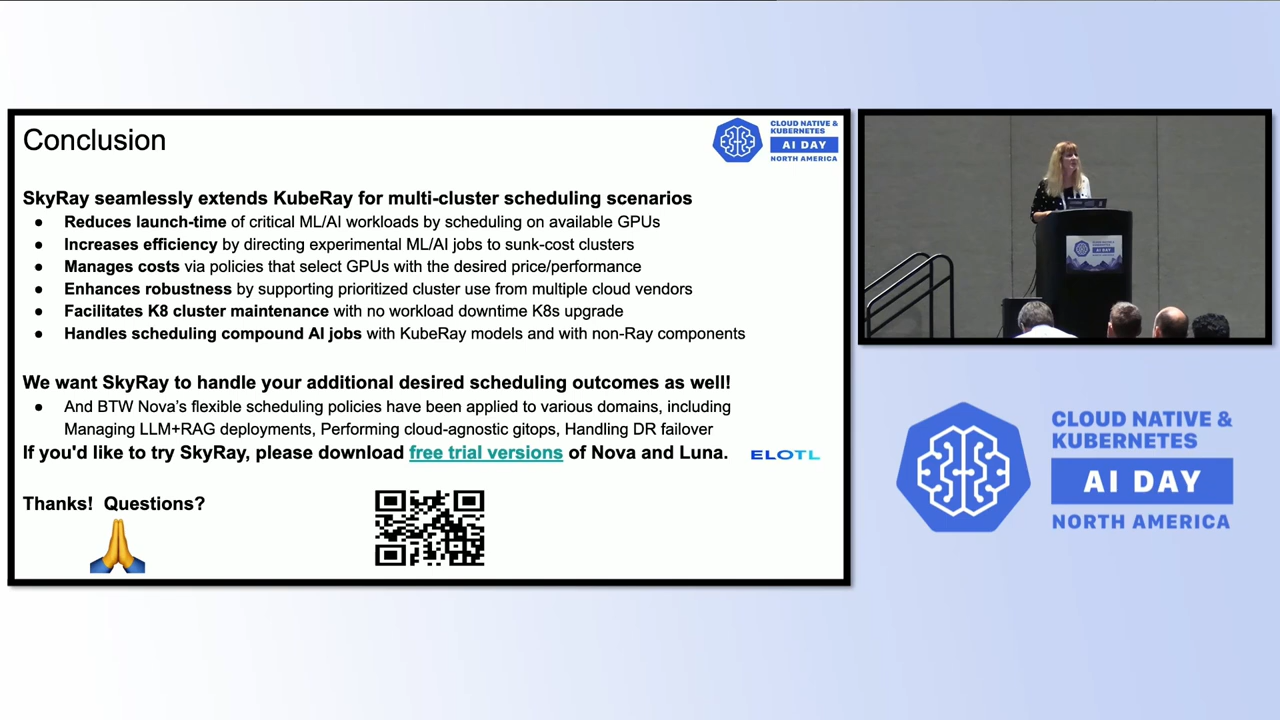 Conclusion
CLOUD NATIVE &
KUBERNETES
AI DAY
NORTH AMERICA
SkyRay seamlessly extends KubeRay for multi-cluster scheduling scenarios
● Reduces launch-time of critical ML/AI workloads by scheduling on available GPUs
● Increases efficiency by directing experimental ML/AI jobs to sunk-cost clusters
● Manages costs via policies that select GPUs with the desired price/performance
● Enhances robustness by supporting prioritized cluster use from multiple cloud vendors
● Facilitates K8 cluster maintenance with no workload downtime K8s upgrade
● Handles scheduling compound AI jobs with KubeRay models and with non-Ray components
We want SkyRay to handle your additional desired scheduling outcomes as well!
● And BTW Nova's flexible scheduling policies have been applied to various domains, including
Managing LLM+RAG deployments, Performing cloud-agnostic gitops, Handling DR failover
If you'd like to try SkyRay, please download free trial versions of Nova and Luna.
ELOTL
Thanks! Questions?
AI DAY
CLOUD NATIVE &
KUBERNETES
AI DAY
NORTH AMERICA